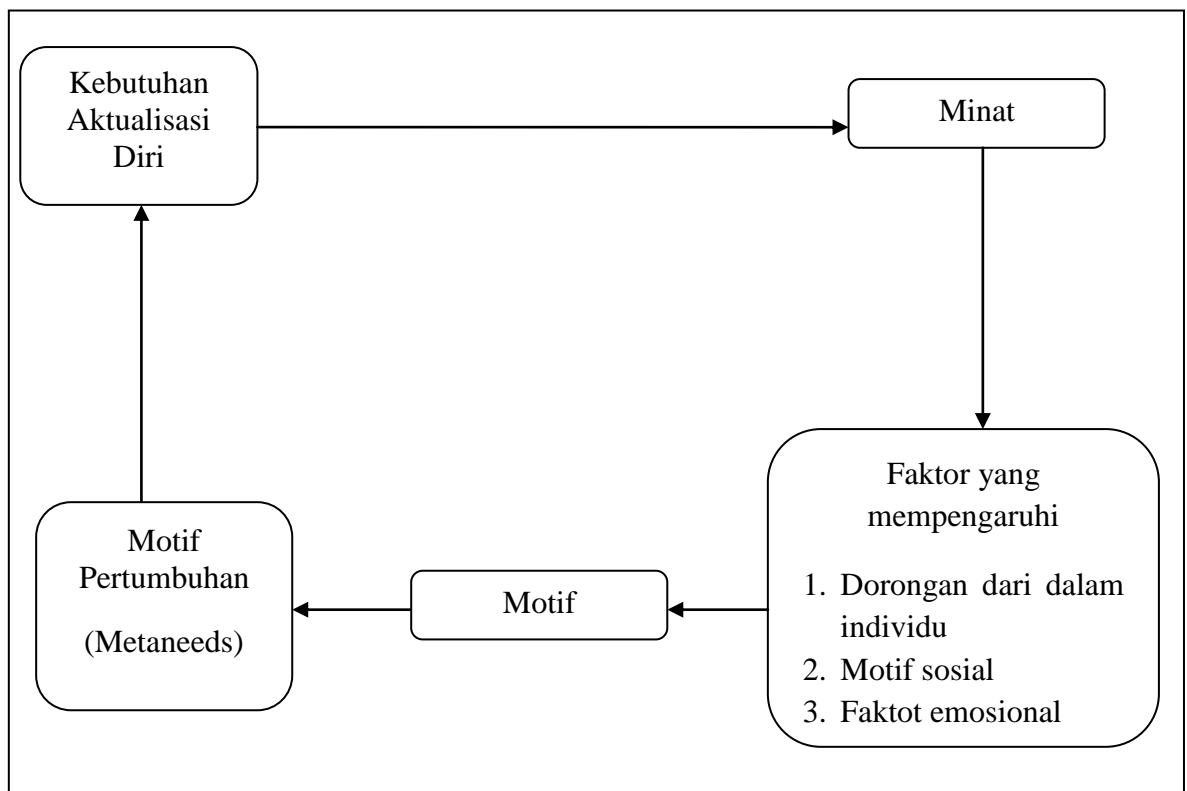 Kebutuhan
Aktualisasi
Diri
Minat
Faktor yang
mempengaruhi
1. Dorongan dari dalam
individu
2. Motif sosial
3. Faktot emosional
Motif
Motif
Pertumbuhan
(Metaneeds)